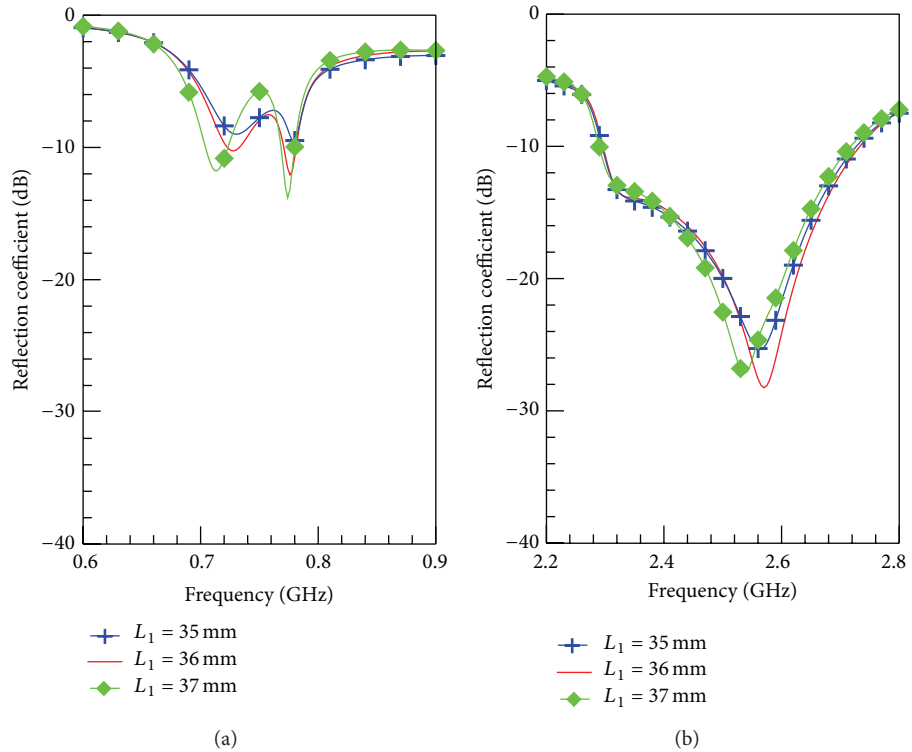 0
−10
−20
−30
−40
Reflection coefficient (dB)
0.6
0.7
0.8
0.9
Frequency (GHz)
L1 = 35 mm
L1 = 36 mm
L1 = 37 mm
(a)
0
−10
−20
−30
−40
Reflection coefficient (dB)
2.2
2.4
2.6
2.8
Frequency (GHz)
L1 = 35 mm
L1 = 36 mm
L1 = 37 mm
(b)